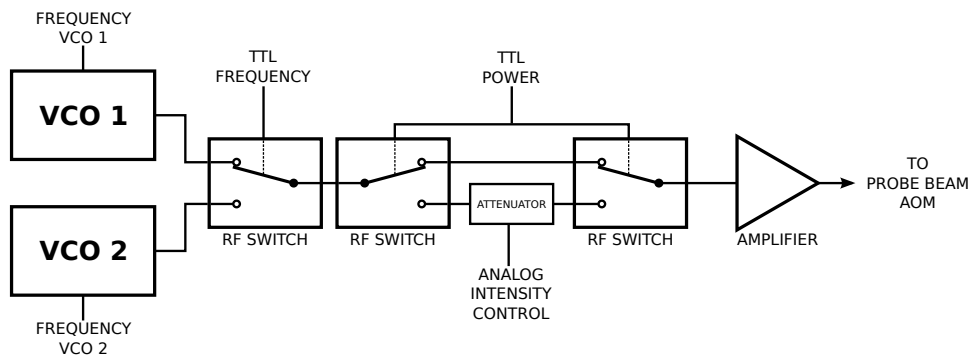 FREQUENCY
VCO 1
VCO 1
TTL
FREQUENCY
TTL
POWER
TO
PROBE BEAM
AOM
ATTENUATOR
VCO 2
RF SWITCH
RF SWITCH
RF SWITCH
AMPLIFIER
ANALOG
INTENSITY
CONTROL
FREQUENCY
VCO 2